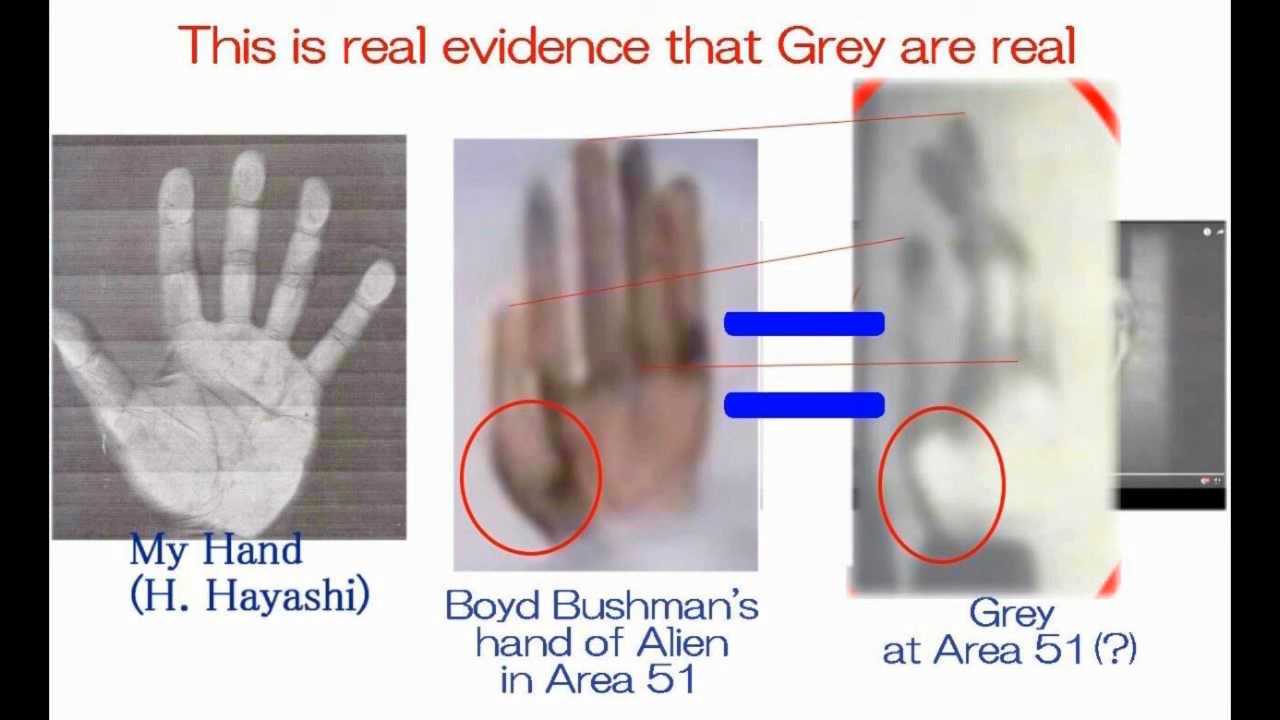 This is real evidence that Grey are real
My Hand
(H. Hayashi)
Boyd Bushman's
hand of Alien
in Area 51
Grey
at Area 51(?)